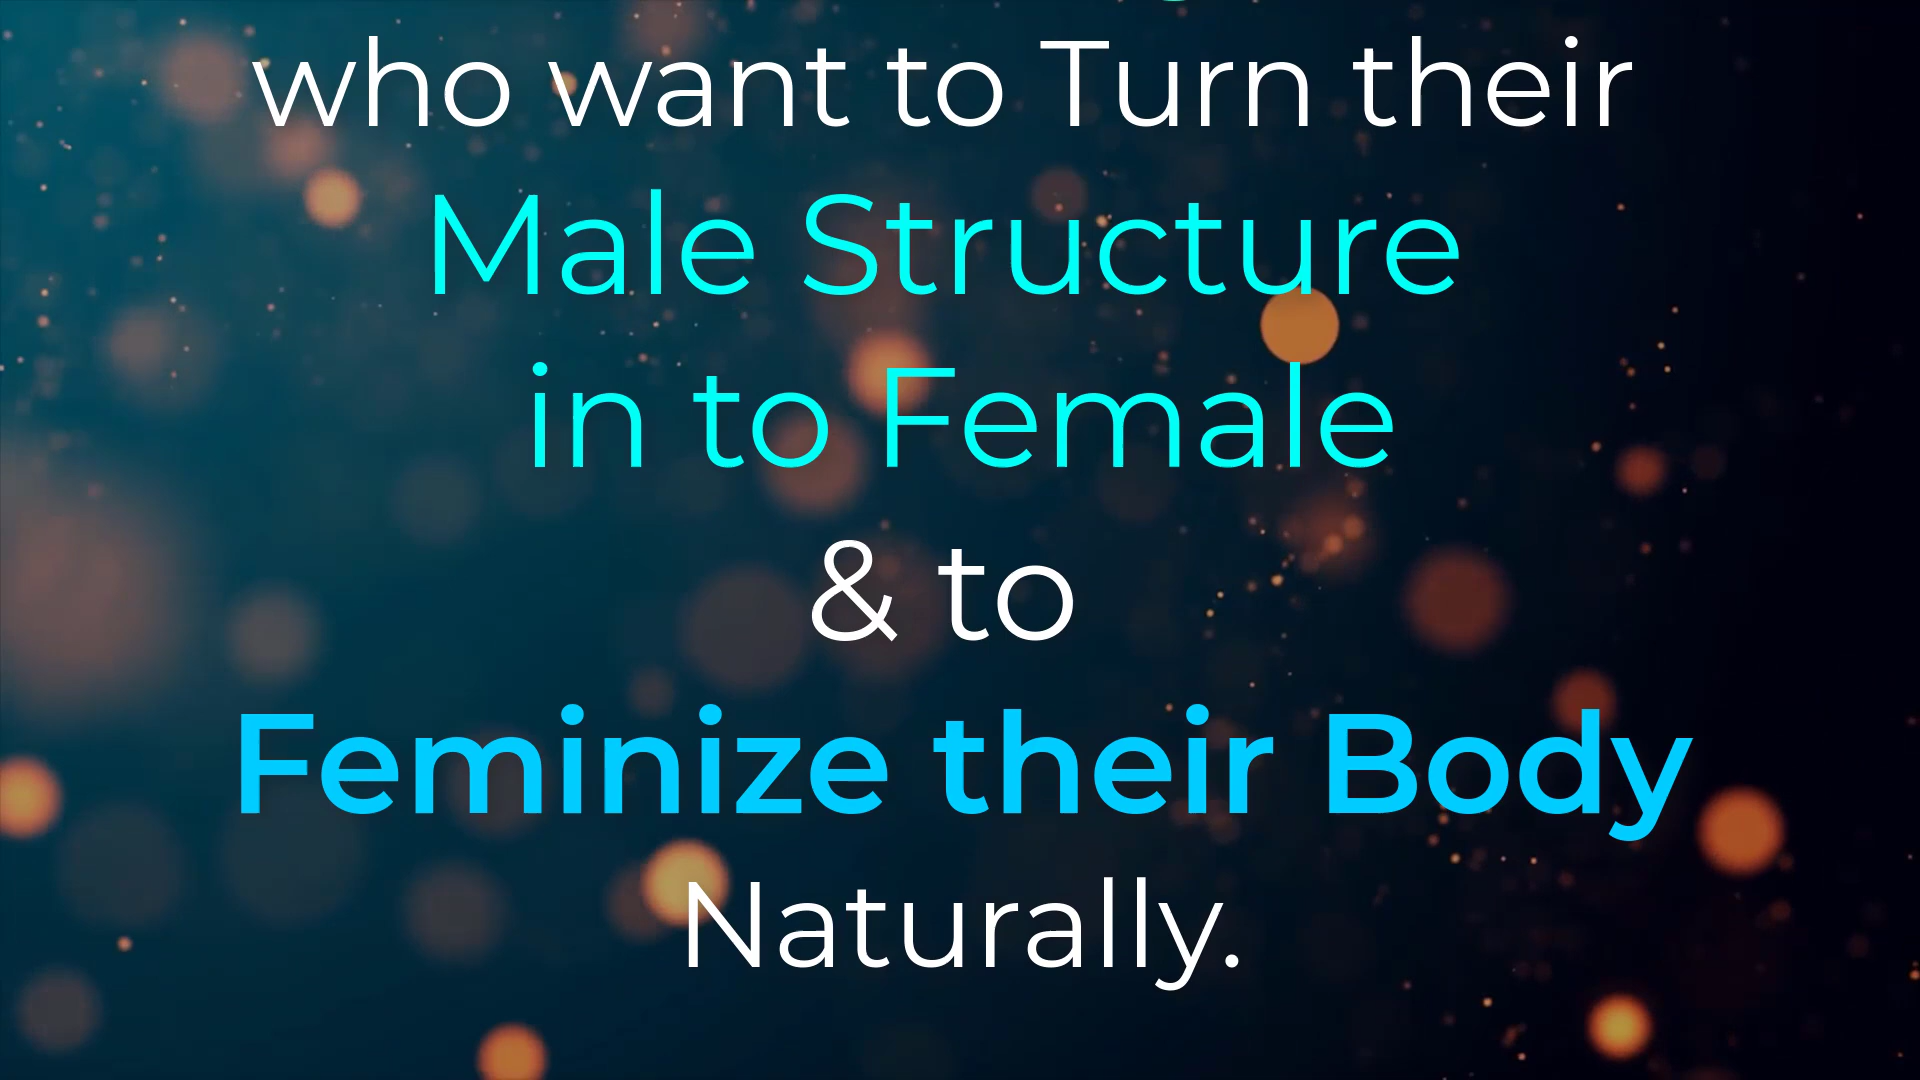 who want to Turn their
Male Structure
in to Female
& to
Feminize their Body
Naturally.